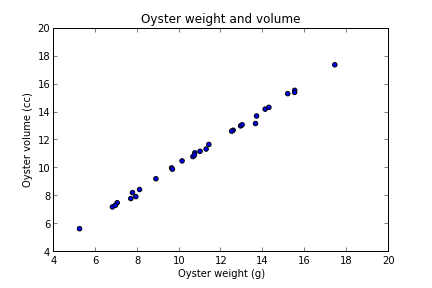 Oyster weight and volume
20
18
16
14
12
10
8
6
4
Oyster volume (cc)
4 6 8 10 12 14 16 18 20
Oyster weight (g)